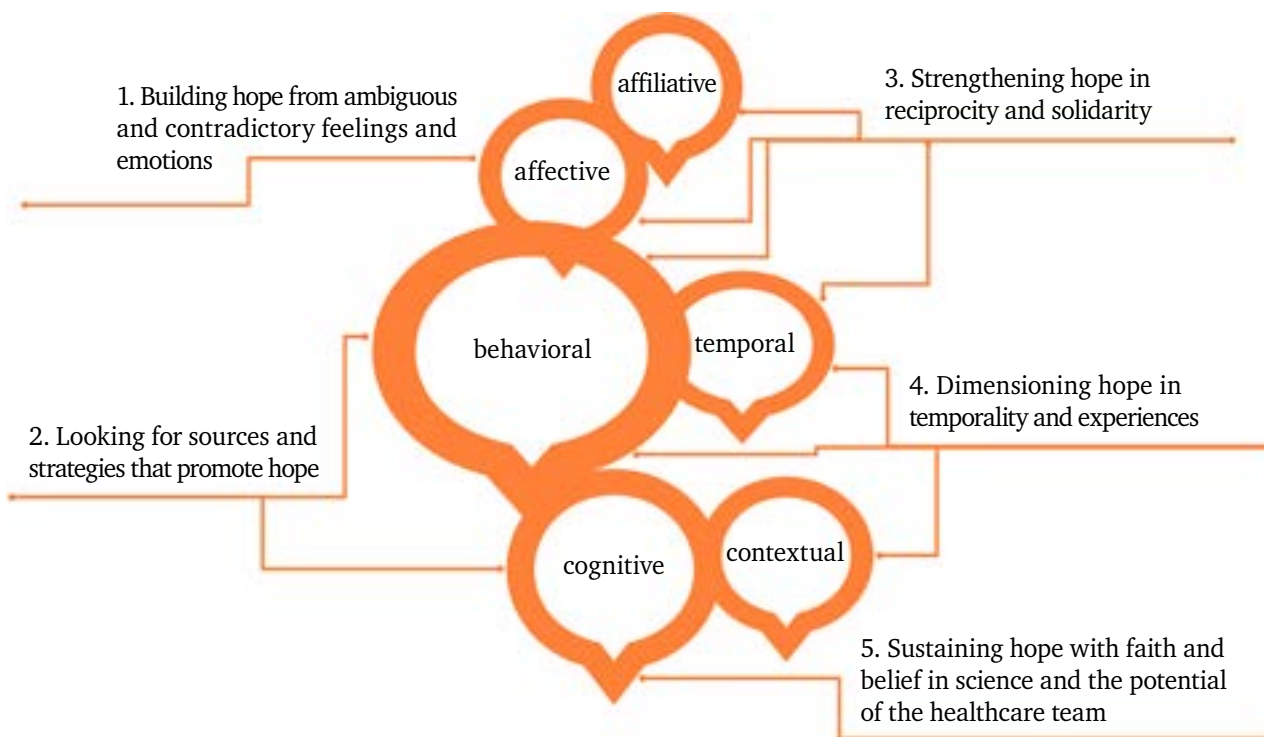 affiliative
1. Building hope from ambiguous
and contradictory feelings and
emotions
3. Strengthening hope in
reciprocity and solidarity
affective
behavioral
temporal
4. Dimensioning hope in
temporality and experiences
2. Looking for sources and
strategies that promote hope
cognitive
contextual
5. Sustaining hope with faith and
belief in science and the potential
of the healthcare team